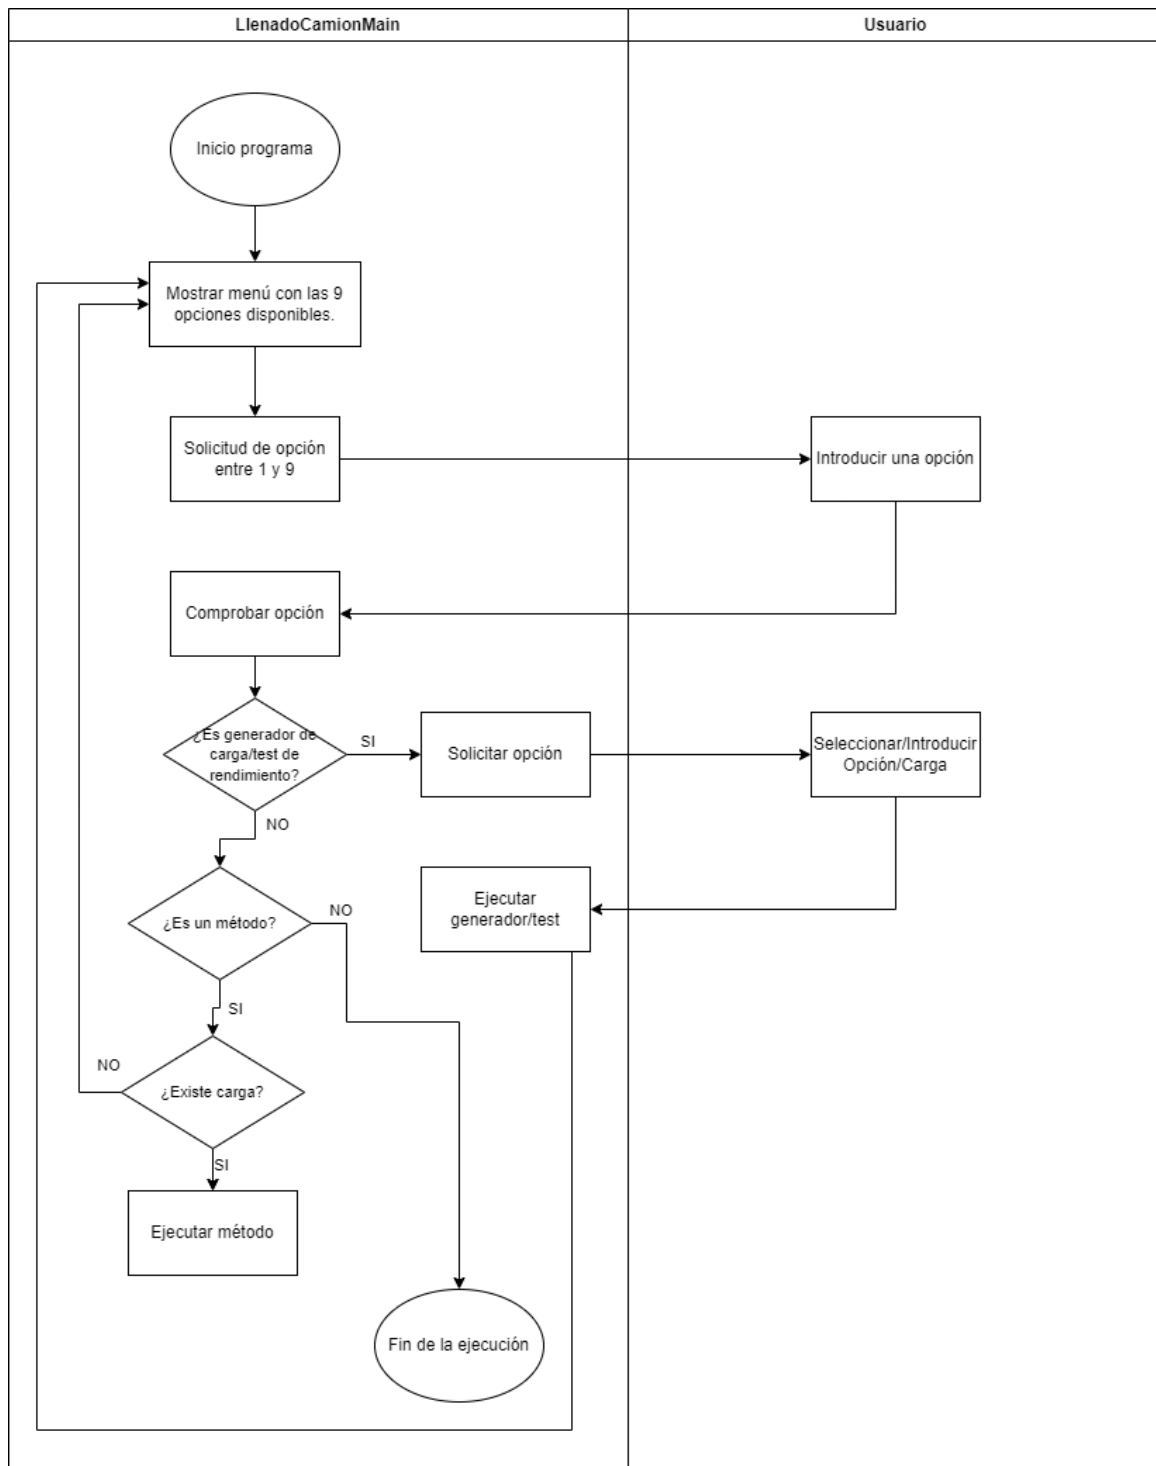 LlenadoCamionMain
Usuario
Inicio programa
Mostrar menú con las 9
opciones disponibles.
Solicitud de opción
entre 1 y 9
Introducir una opción
Comprobar opción
¿Es generador de
carga/test de
rendimiento?
SI
Solicitar opción
Seleccionar/Introducir
Opción/Carga
NO
Ejecutar
generador/test
¿Es un método?
NO
SI
NO
¿Existe carga?
SI
Ejecutar método
Fin de la ejecución